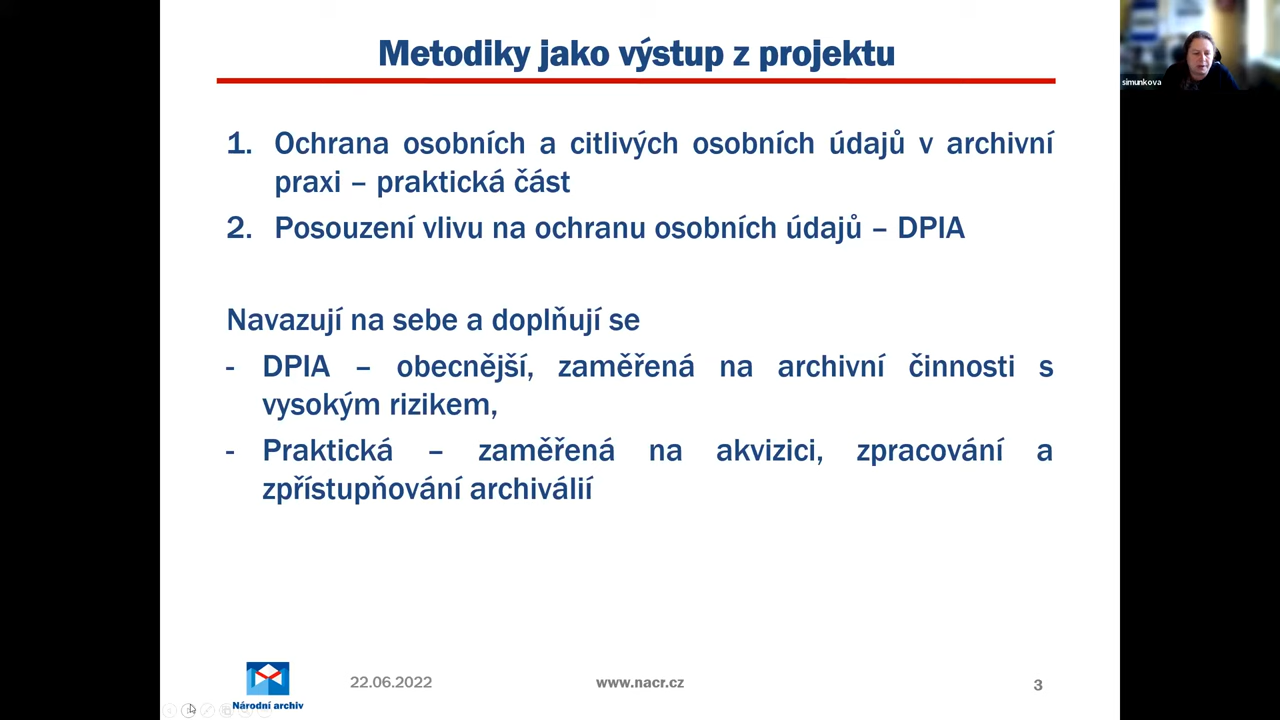 Metodiky jako výstup z projektu
simunkova
1. Ochrana osobních a citlivých osobních údajů v archivní
praxi – praktická část
2. Posouzení vlivu na ochranu osobních údajů – DPIA
Navazují na sebe a doplňují se
- DPIA – obecnější, zaměřená na archivní činnosti s
vysokým rizikem,
- Praktická – zaměřená na akvizici, zpracování a
zpřístupňování archiválií
22.06.2022
www.nacr.cz
3
Národní archiv